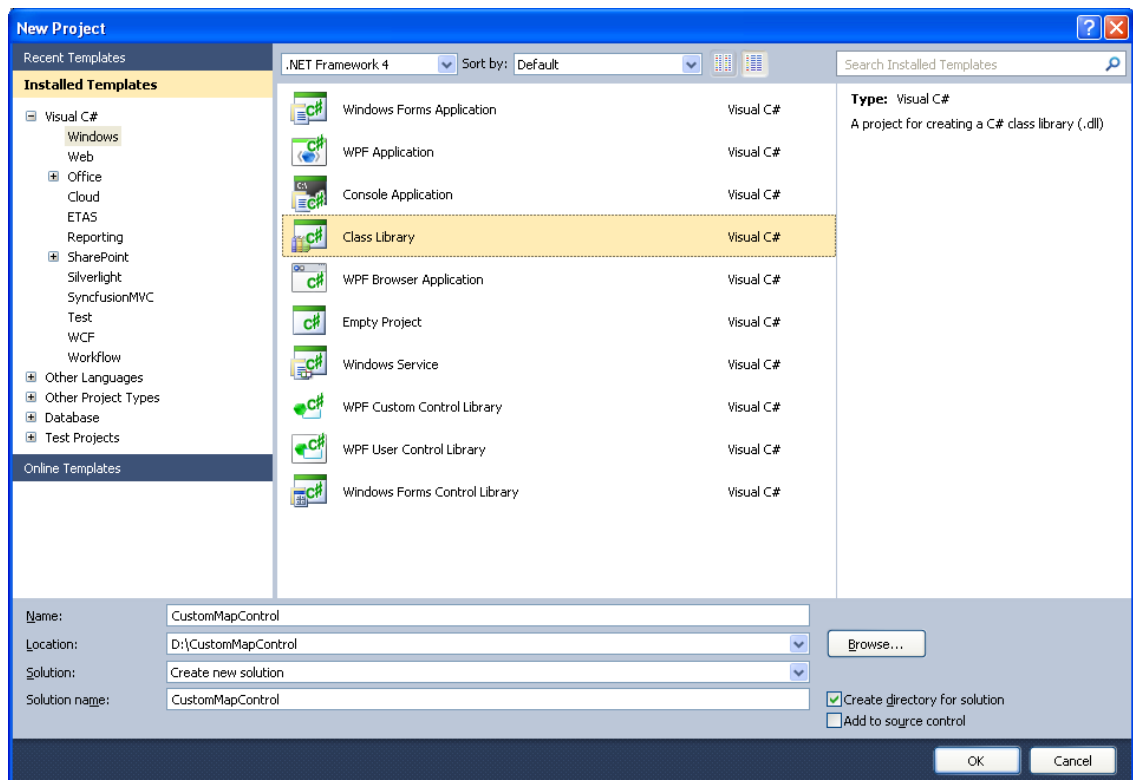 New Project
Recent Templates
Installed Templates
Visual C#
Windows
Web
Office
Cloud
ETAS
Reporting
SharePoint
Silverlight
SyncfusionMVC
Test
WCF
Workflow
Other Languages
Other Project Types
Database
Test Projects
Online Templates
.NET Framework 4 Sort by: Default
Windows Forms Application Visual C#
WPF Application Visual C#
Console Application Visual C#
Class Library Visual C#
WPF Browser Application Visual C#
Empty Project Visual C#
Windows Service Visual C#
WPF Custom Control Library Visual C#
WPF User Control Library Visual C#
Windows Forms Control Library Visual C#
Search Installed Templates
Type: Visual C#
A project for creating a C# class library (.dll)
Name: CustomMapControl
Location: D:\CustomMapControl Browse...
Solution: Create new solution
Solution name: CustomMapControl
Create directory for solution
Add to source control
OK Cancel